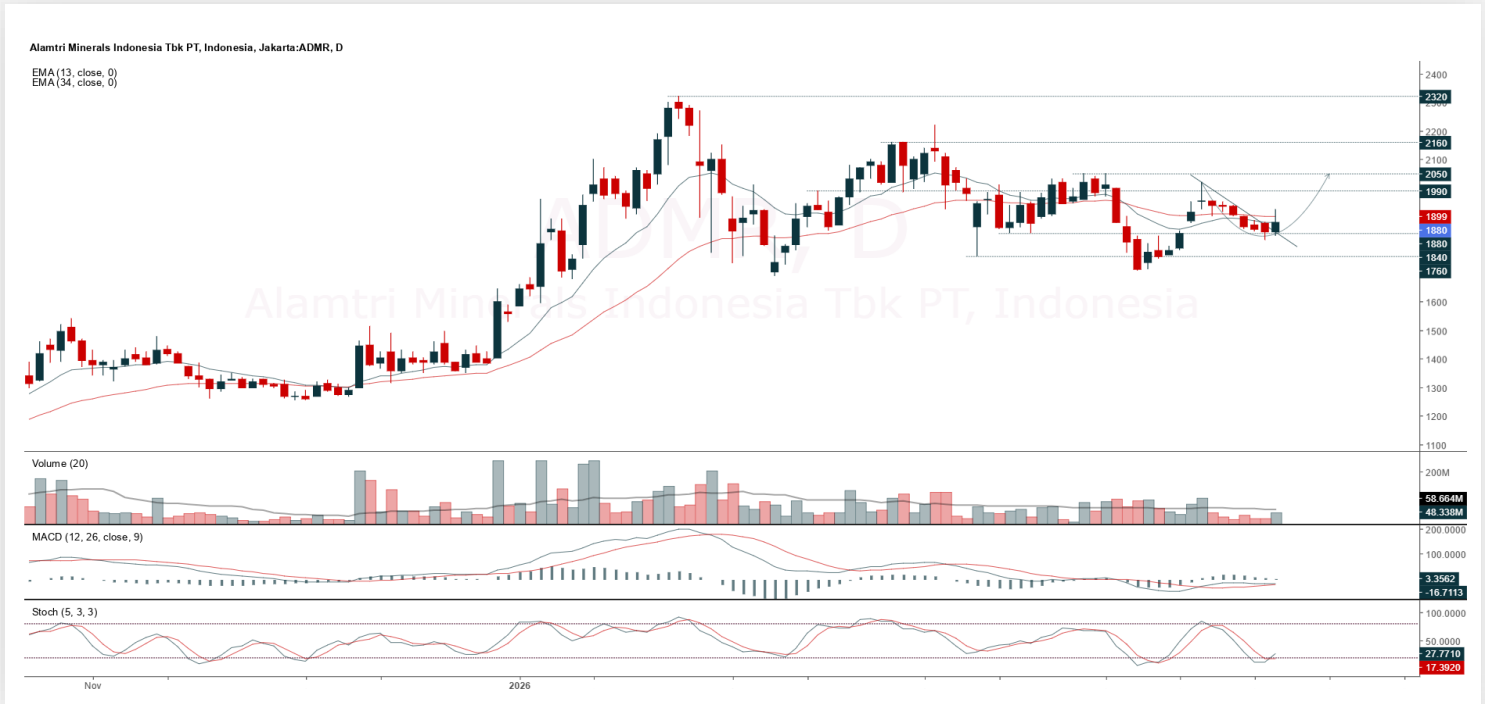 Alamtri Minerals Indonesia Tbk PT, Indonesia, Jakarta:ADMR, D
EMA (13, close, 0)
EMA (34, close, 0)
2400
2320
2200
2160
2100
2050
1990
1899
1880
1880
1840
1760
1600
1500
1400
1300
1200
1100
ADMR, D
Alamtri Minerals Indonesia Tbk PT, Indonesia
Volume (20)
200M
58.664M
48.338M
MACD (12, 26, close, 9)
200.0000
100.0000
3.3562
-16.7113
Stoch (5, 3, 3)
100.0000
50.0000
27.7710
17.3920
Nov
2026